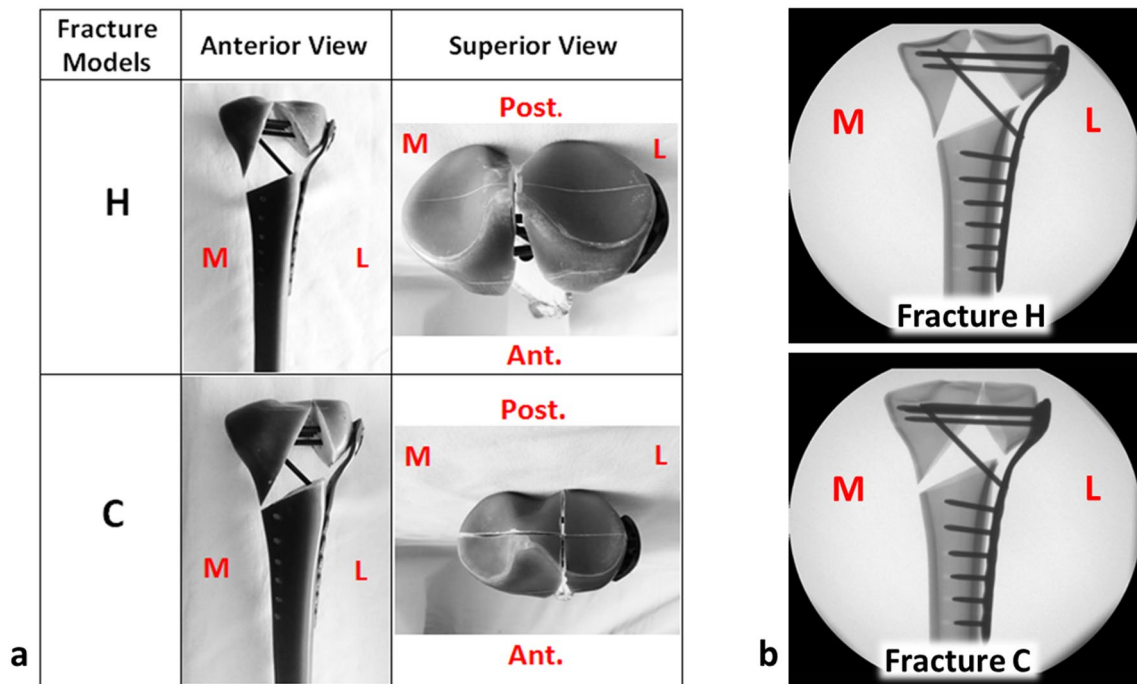 Fracture Models
Anterior View
Superior View
H
M
L
Post.
M
L
Ant.
C
M
L
Post.
M
L
Ant.
a
M
L
Fracture H
M
L
Fracture C
b